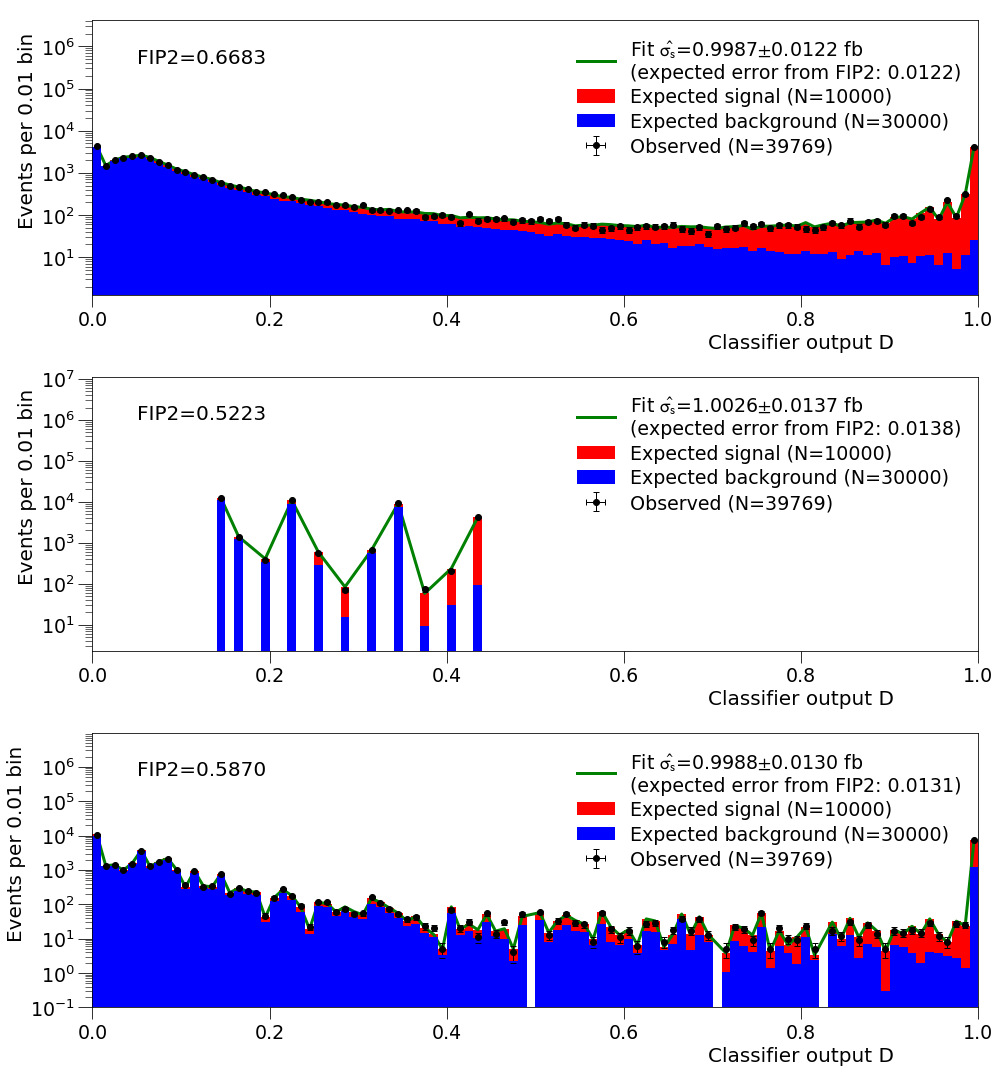 Events per 0.01 bin
10⁶
10⁵
10⁴
10³
10²
10¹
FIP2=0.6683
Fit σ̂ₛ=0.9987±0.0122 fb
(expected error from FIP2: 0.0122)
Expected signal (N=10000)
Expected background (N=30000)
Observed (N=39769)
0.0 0.2 0.4 0.6 0.8 1.0
Classifier output D
Events per 0.01 bin
10⁷
10⁶
10⁵
10⁴
10³
10²
10¹
FIP2=0.5223
Fit σ̂ₛ=1.0026±0.0137 fb
(expected error from FIP2: 0.0138)
Expected signal (N=10000)
Expected background (N=30000)
Observed (N=39769)
0.0 0.2 0.4 0.6 0.8 1.0
Classifier output D
Events per 0.01 bin
10⁶
10⁵
10⁴
10³
10²
10¹
10⁰
10⁻¹
FIP2=0.5870
Fit σ̂ₛ=0.9988±0.0130 fb
(expected error from FIP2: 0.0131)
Expected signal (N=10000)
Expected background (N=30000)
Observed (N=39769)
0.0 0.2 0.4 0.6 0.8 1.0
Classifier output D